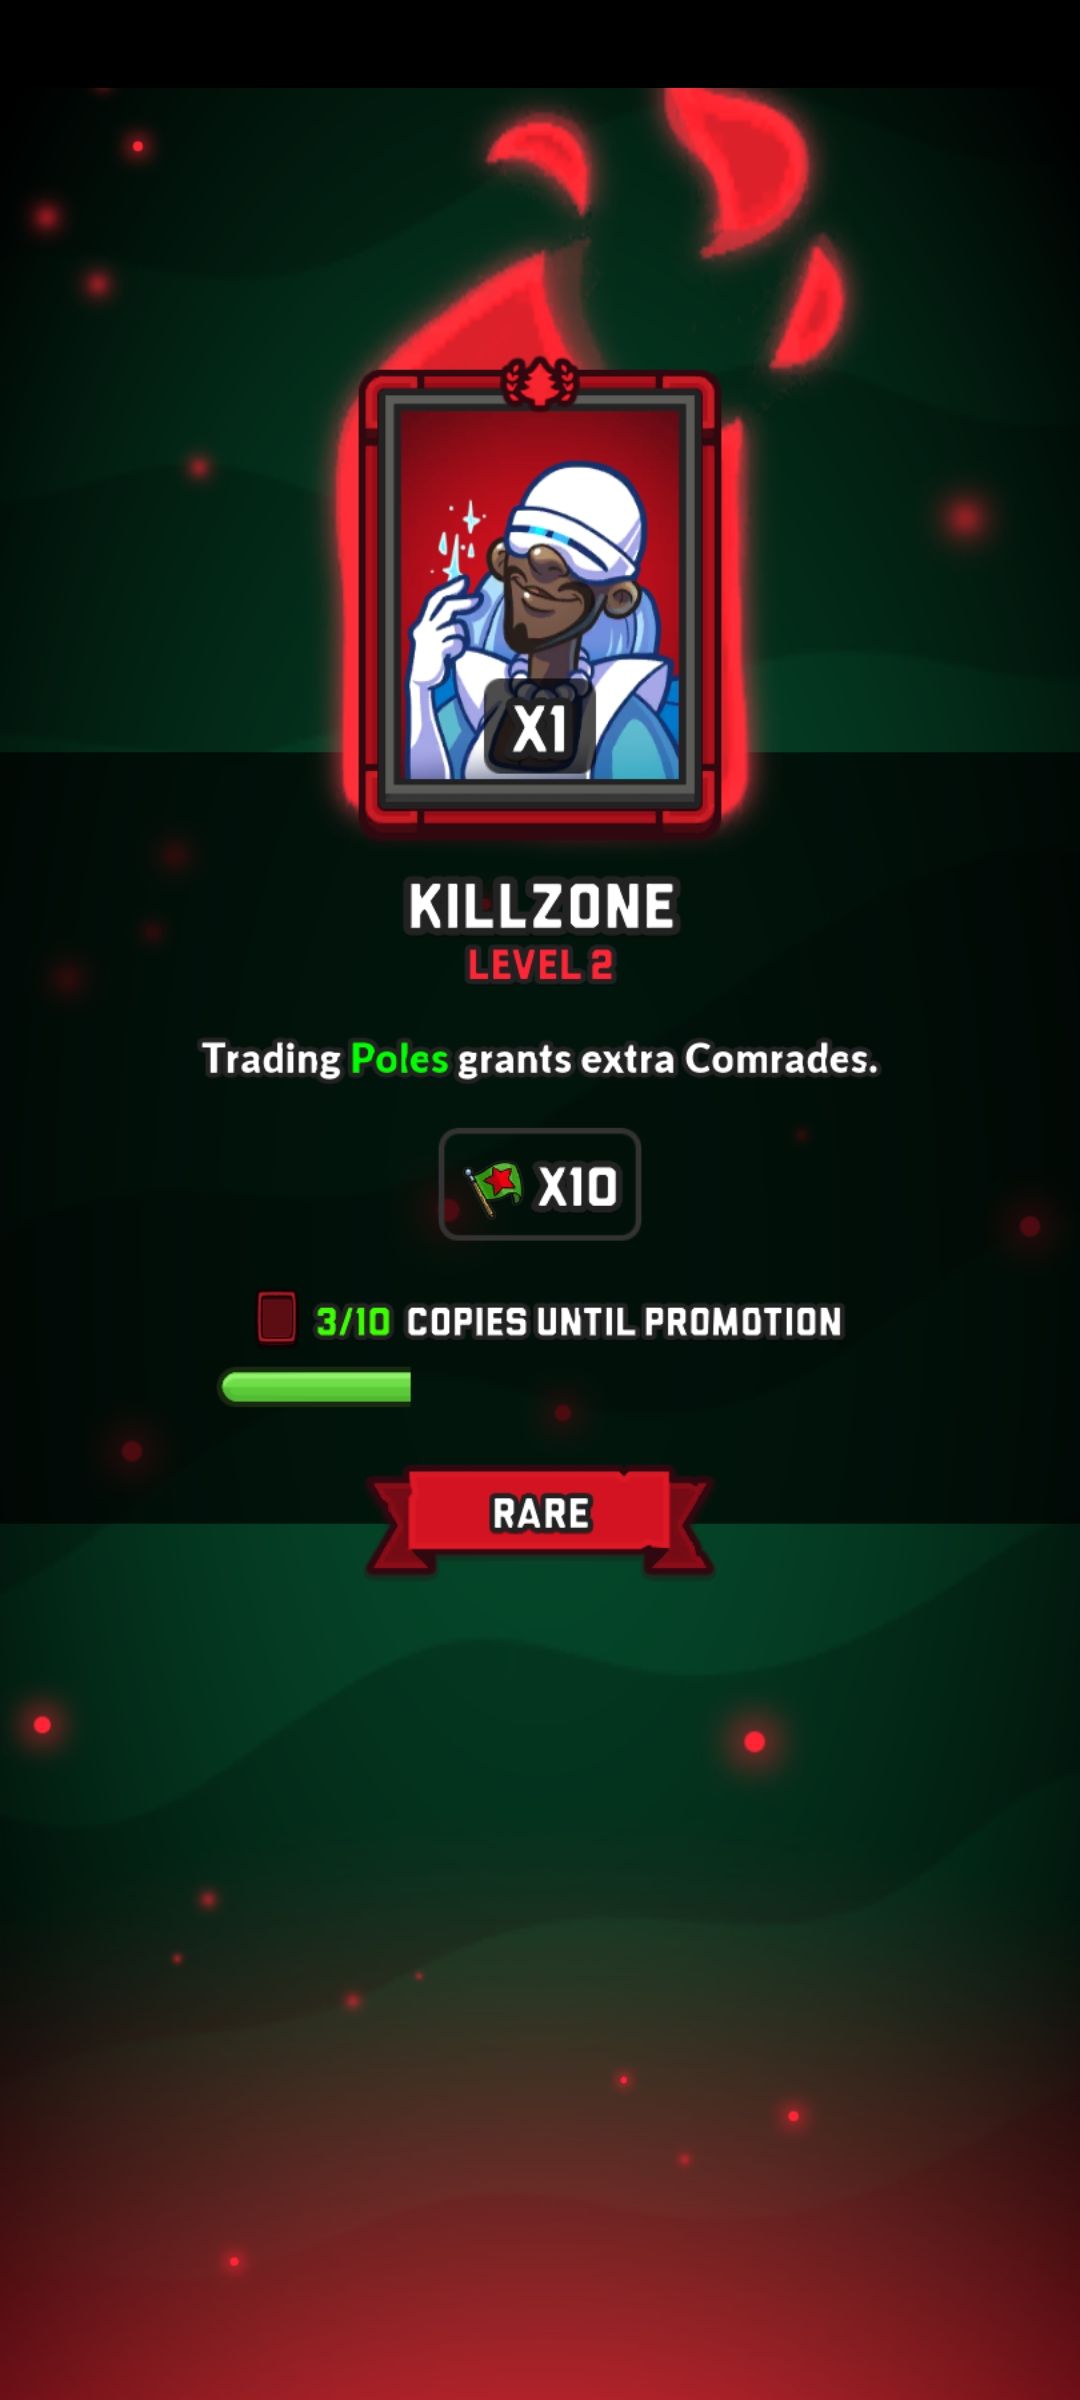 X1
KILLZONE
LEVEL 2
Trading Poles grants extra Comrades.
X10
3/10 COPIES UNTIL PROMOTION
RARE